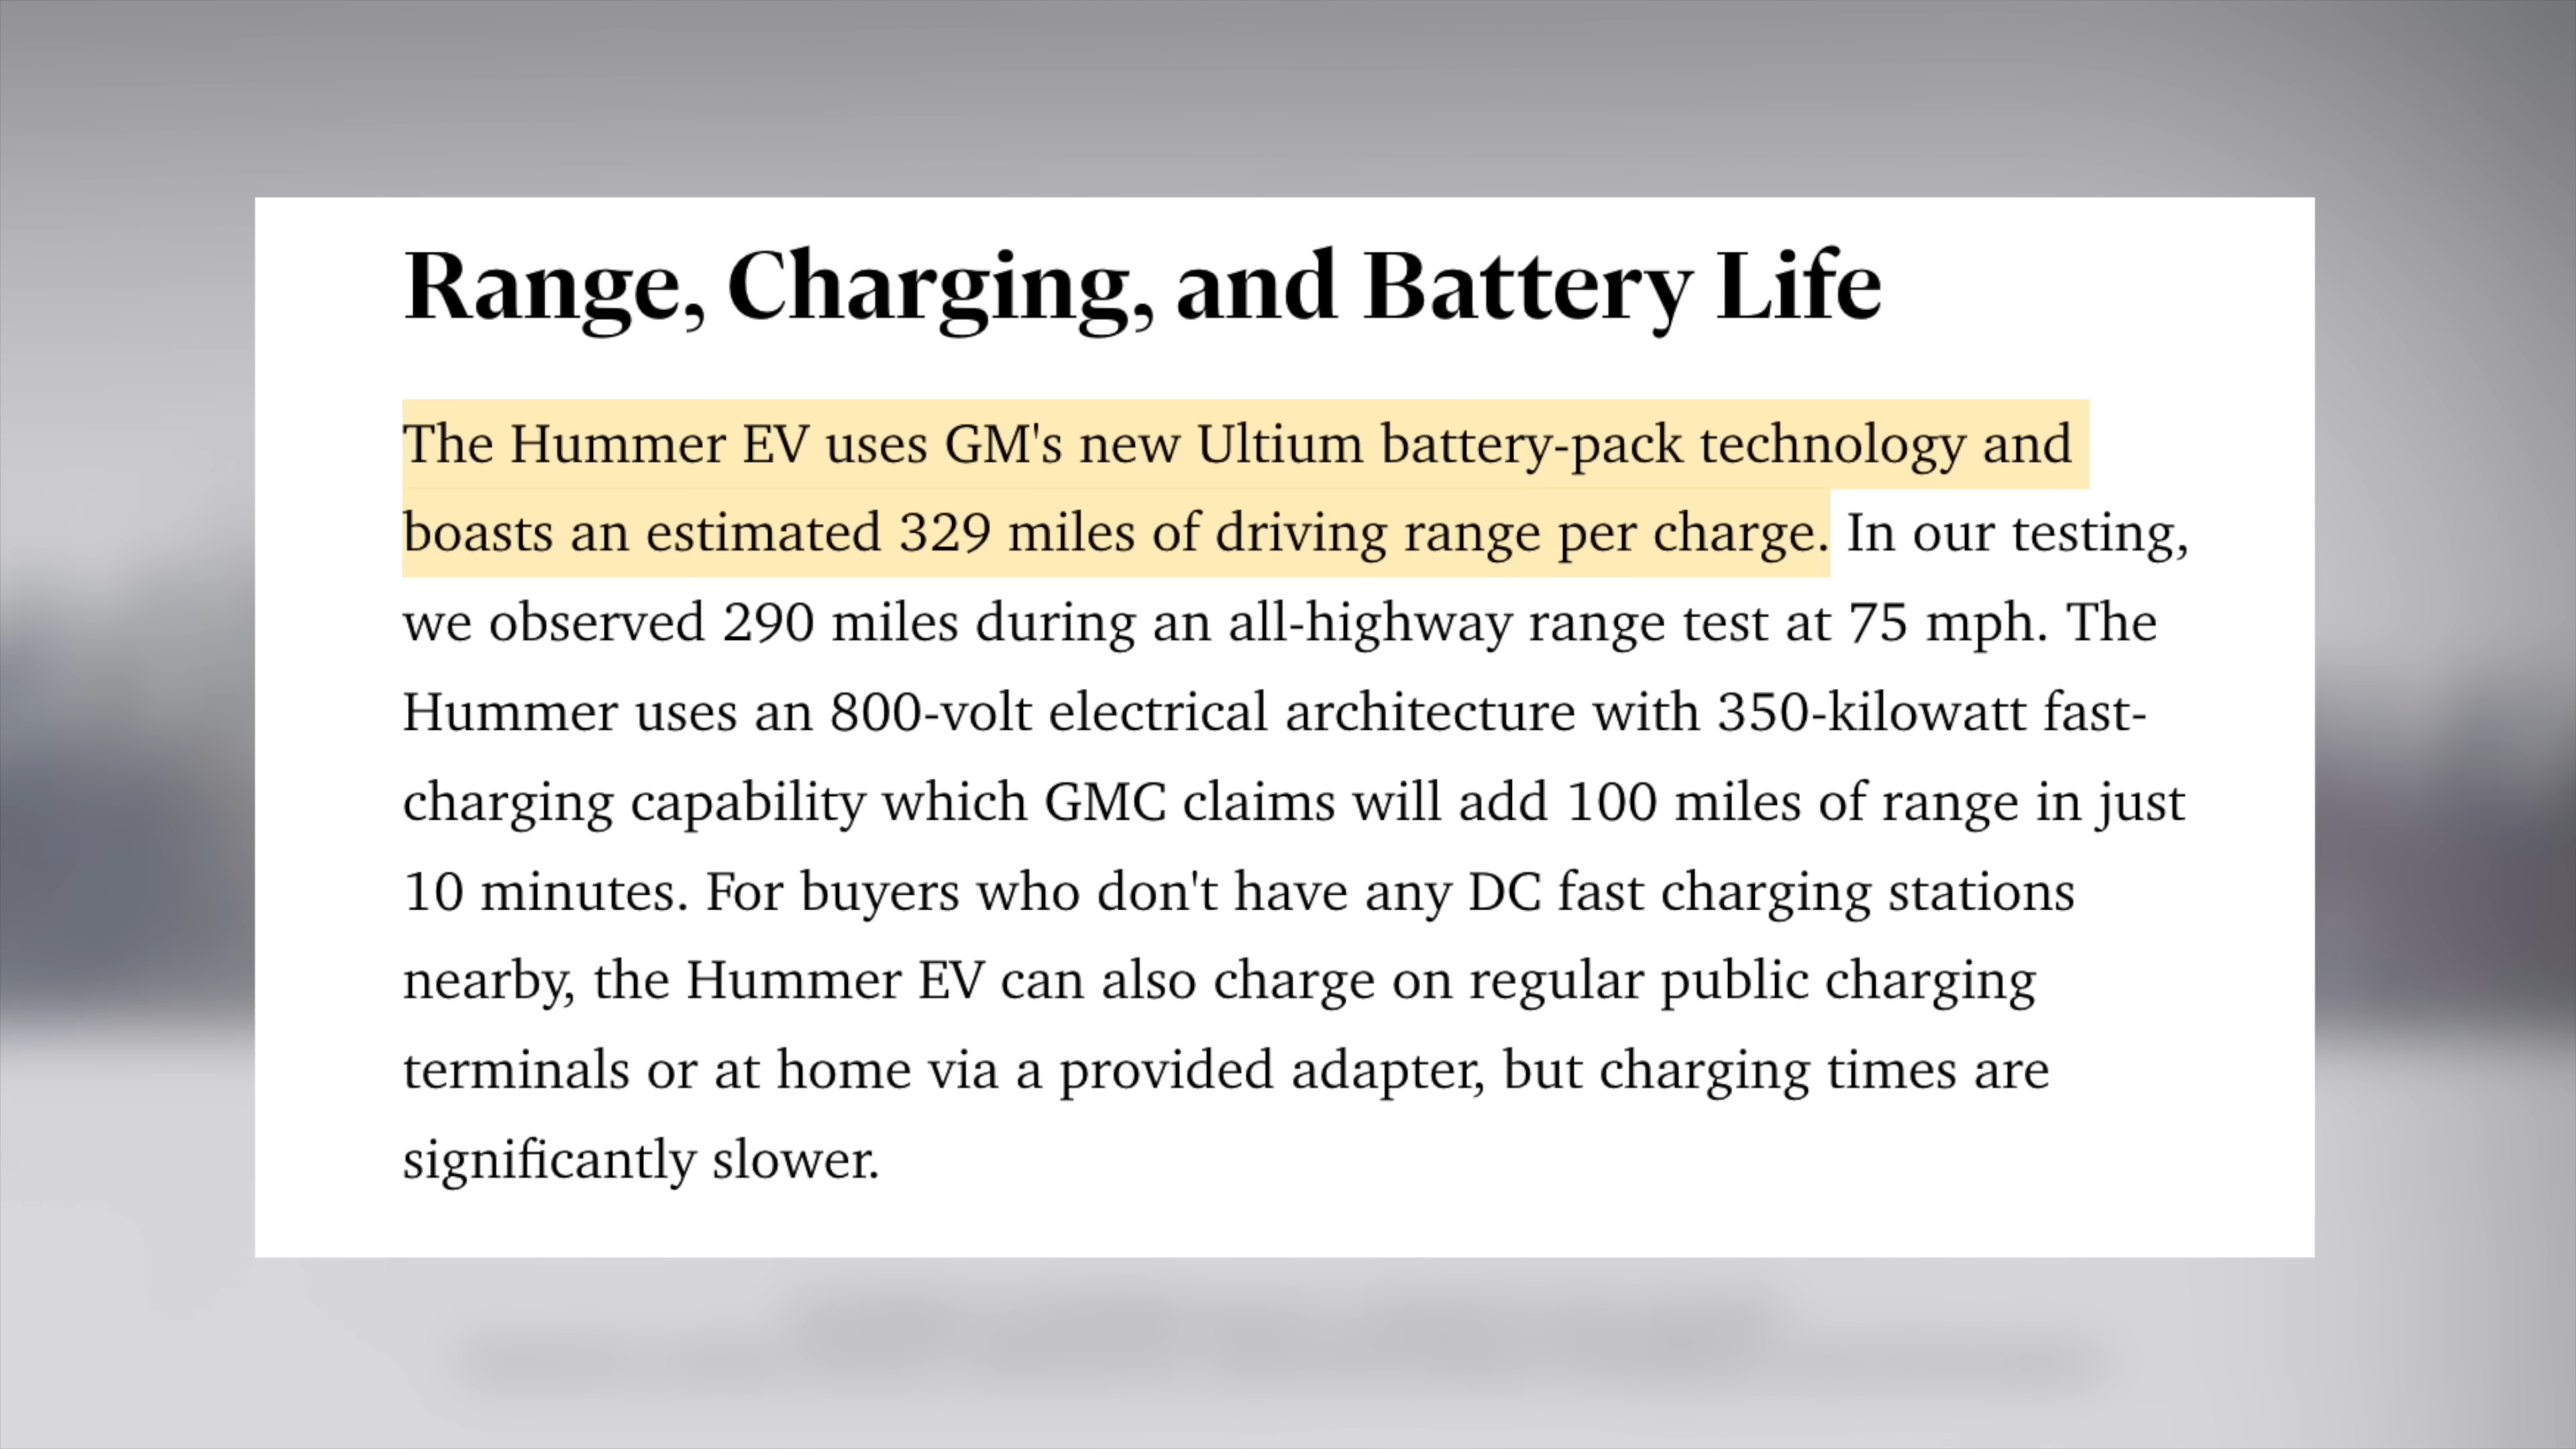 Range, Charging, and Battery Life
The Hummer EV uses GM's new Ultium battery-pack technology and
boasts an estimated 329 miles of driving range per charge. In our testing,
we observed 290 miles during an all-highway range test at 75 mph. The
Hummer uses an 800-volt electrical architecture with 350-kilowatt fast-
charging capability which GMC claims will add 100 miles of range in just
10 minutes. For buyers who don't have any DC fast charging stations
nearby, the Hummer EV can also charge on regular public charging
terminals or at home via a provided adapter, but charging times are
significantly slower.